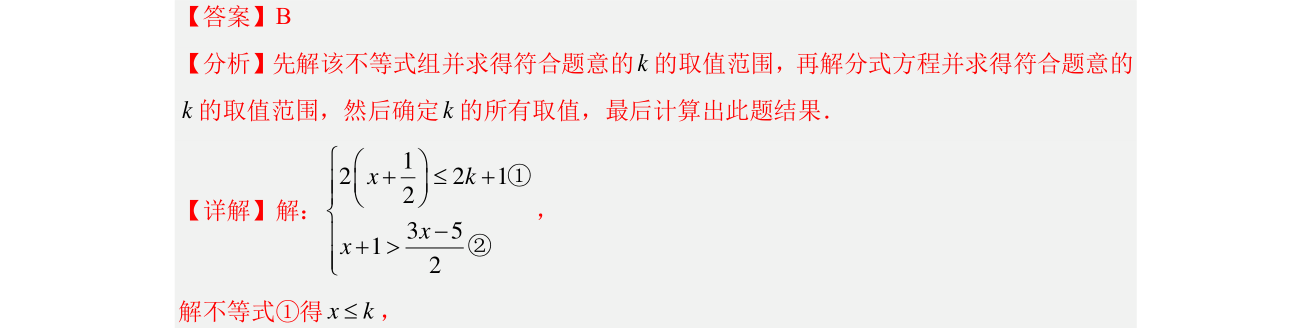 【答案】B
【分析】先解该不等式组并求得符合题意的k的取值范围，再解分式方程并求得符合题意的
k的取值范围，然后确定k的所有取值，最后计算出此题结果．
【详解】解：{2(x+1/2)≤2k+1①
x+1>(3x-5)/2②，
解不等式①得x≤k，